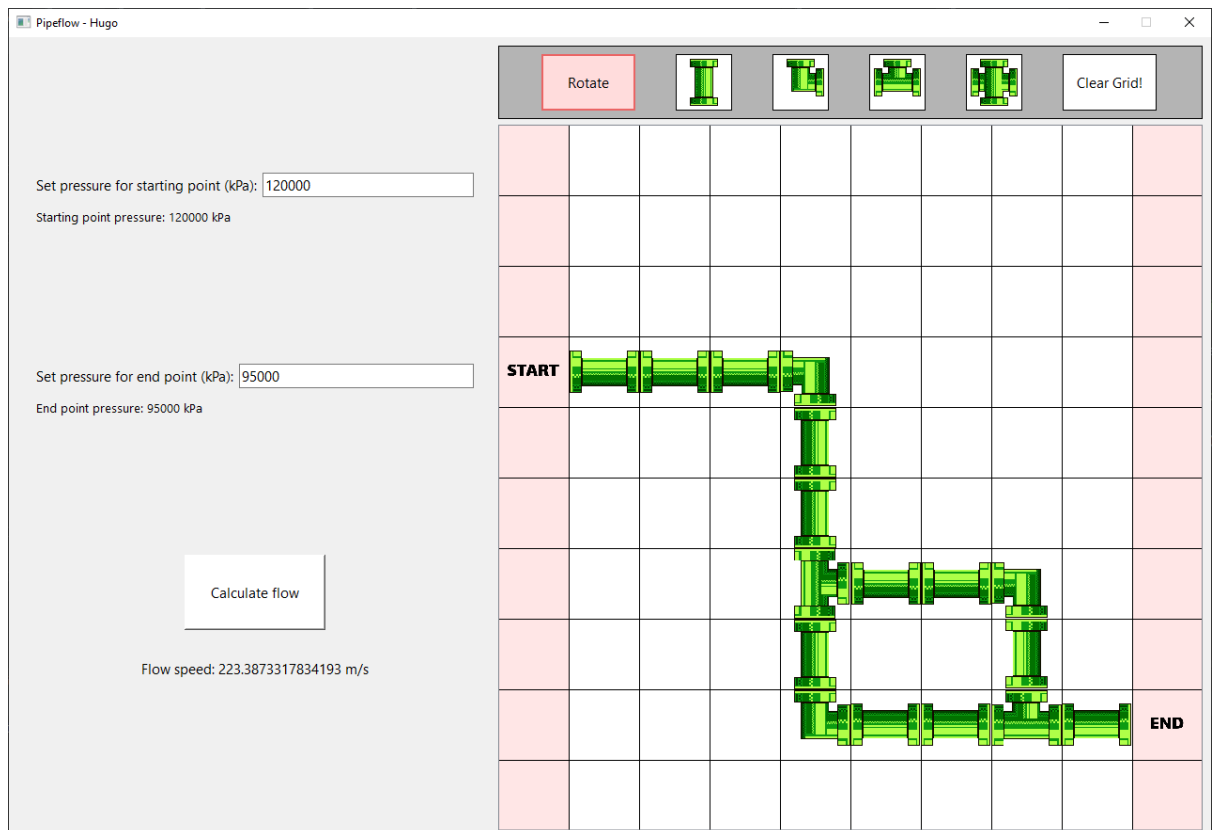 Pipeflow - Hugo
Rotate
Clear Grid!
Set pressure for starting point (kPa): 120000
Starting point pressure: 120000 kPa
START
Set pressure for end point (kPa): 95000
End point pressure: 95000 kPa
Calculate flow
Flow speed: 223.3873317834193 m/s
END